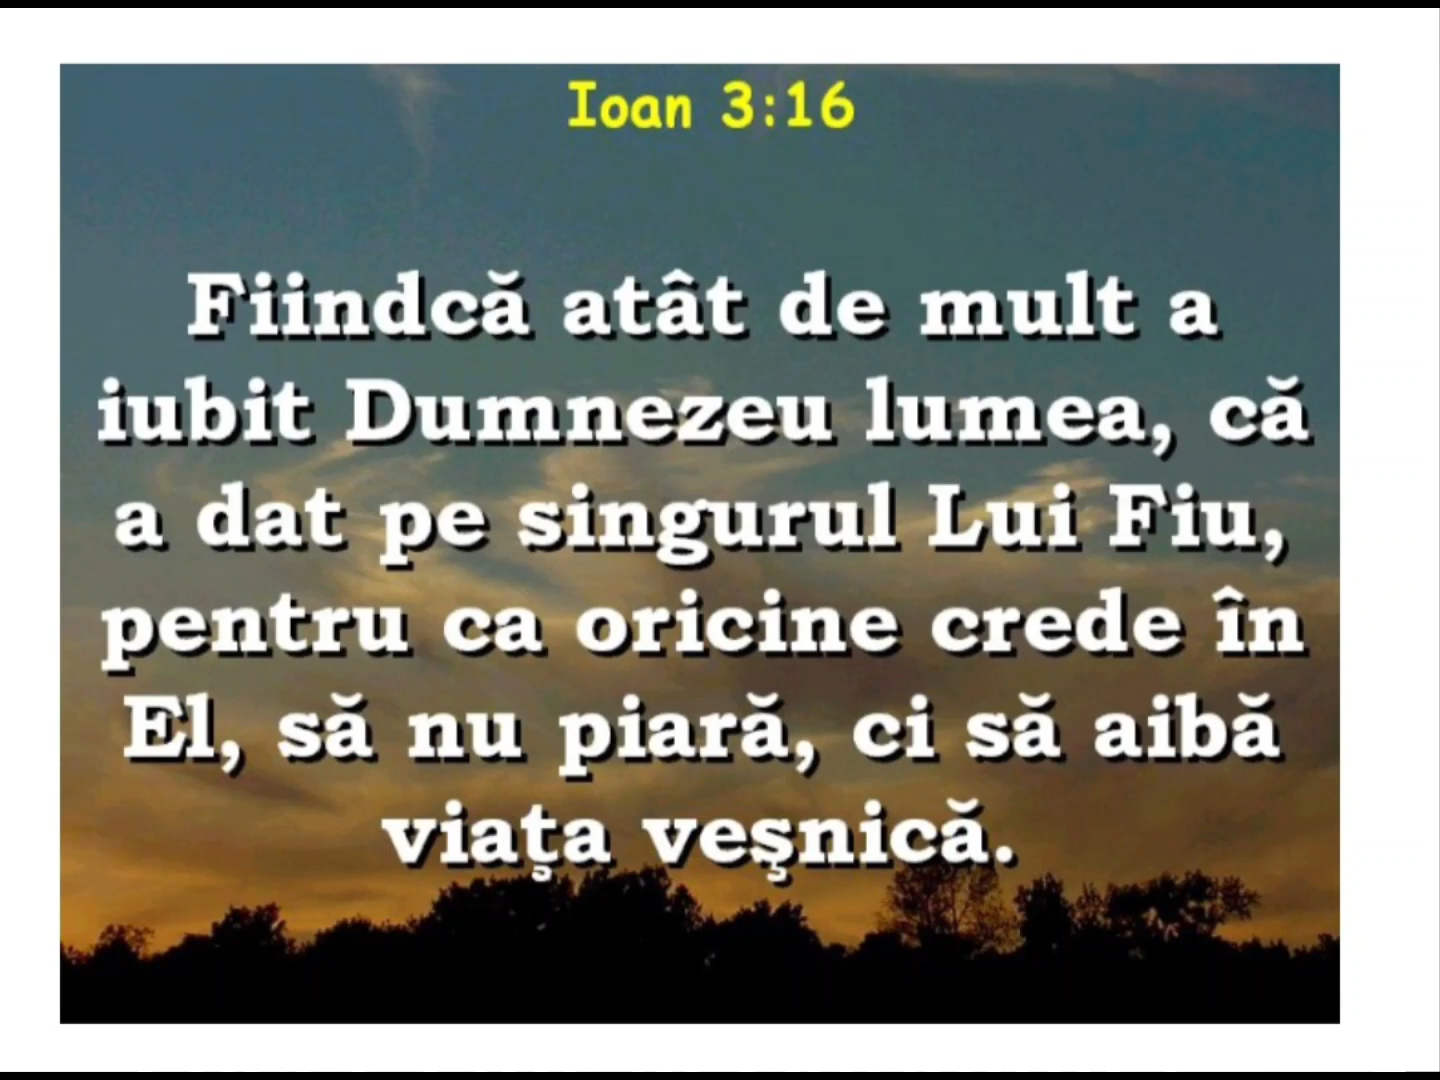 Ioan 3:16
Fiindcă atât de mult a
iubit Dumnezeu lumea, că
a dat pe singurul Lui Fiu,
pentru ca oricine crede în
El, să nu piară, ci să aibă
viaţa veşnică.